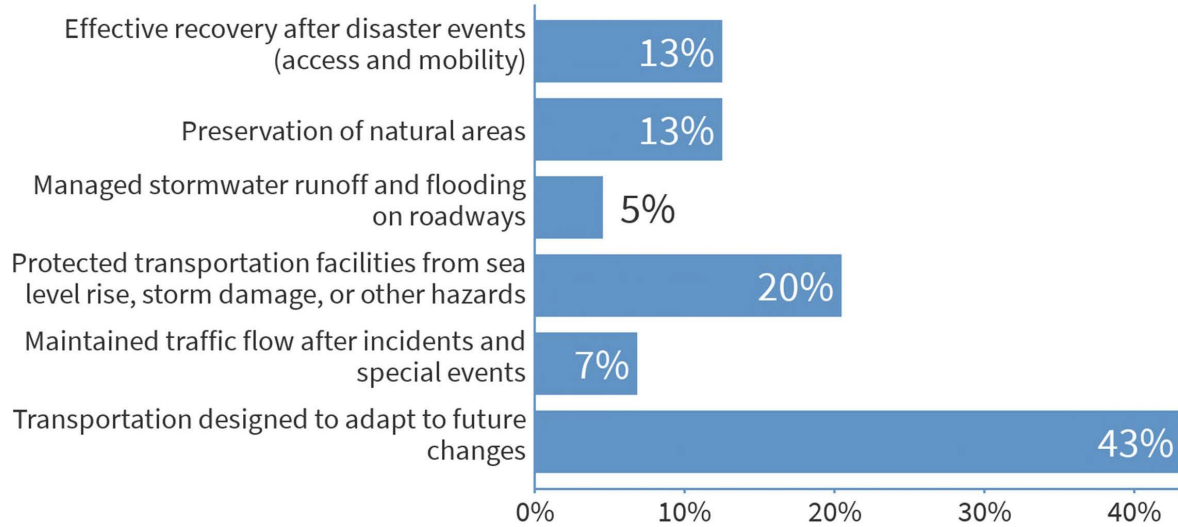 Effective recovery after disaster events
(access and mobility)
13%
Preservation of natural areas
13%
Managed stormwater runoff and flooding
on roadways
5%
Protected transportation facilities from sea
level rise, storm damage, or other hazards
20%
Maintained traffic flow after incidents and
special events
7%
Transportation designed to adapt to future
changes
43%
0% 10% 20% 30% 40%